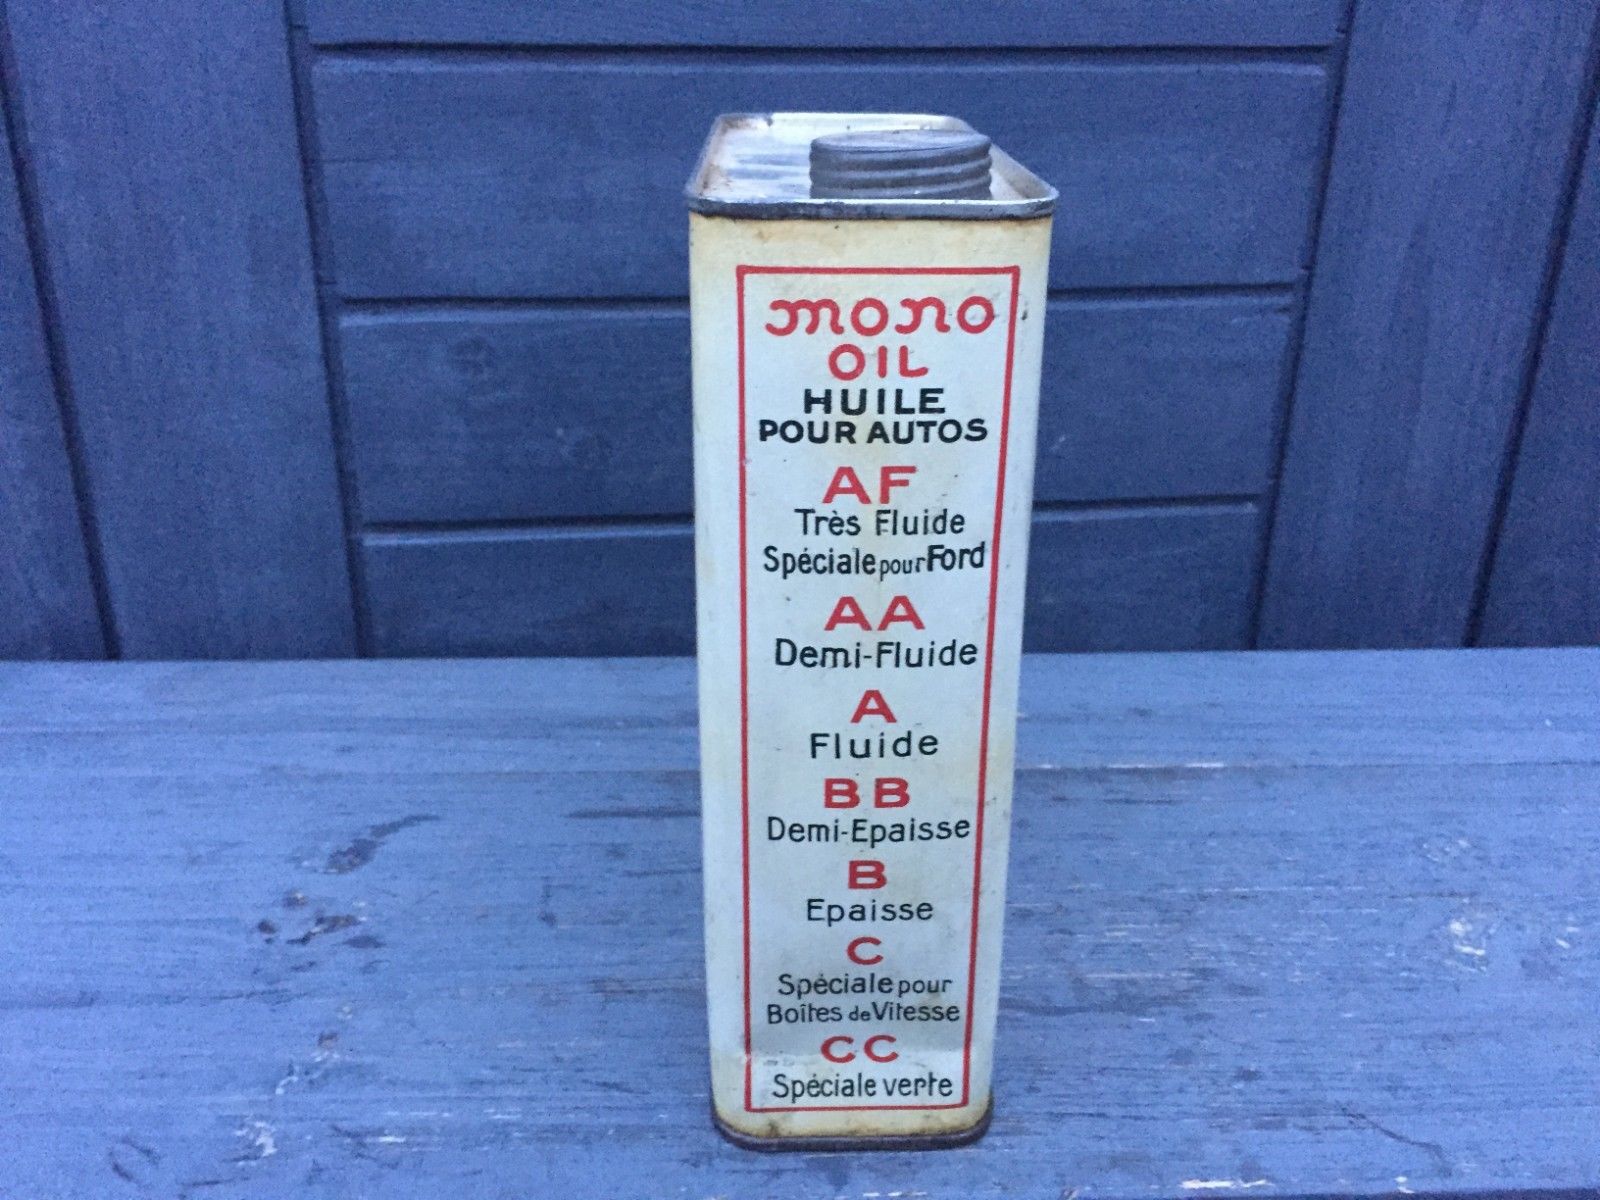 mono
OIL
HUILE
POUR AUTOS
AF
Très Fluide
Spéciale pour Ford
AA
Demi-Fluide
A
Fluide
BB
Demi-Epaisse
B
Epaisse
C
Spéciale pour
Boîtes de Vitesse
CC
Spéciale verte